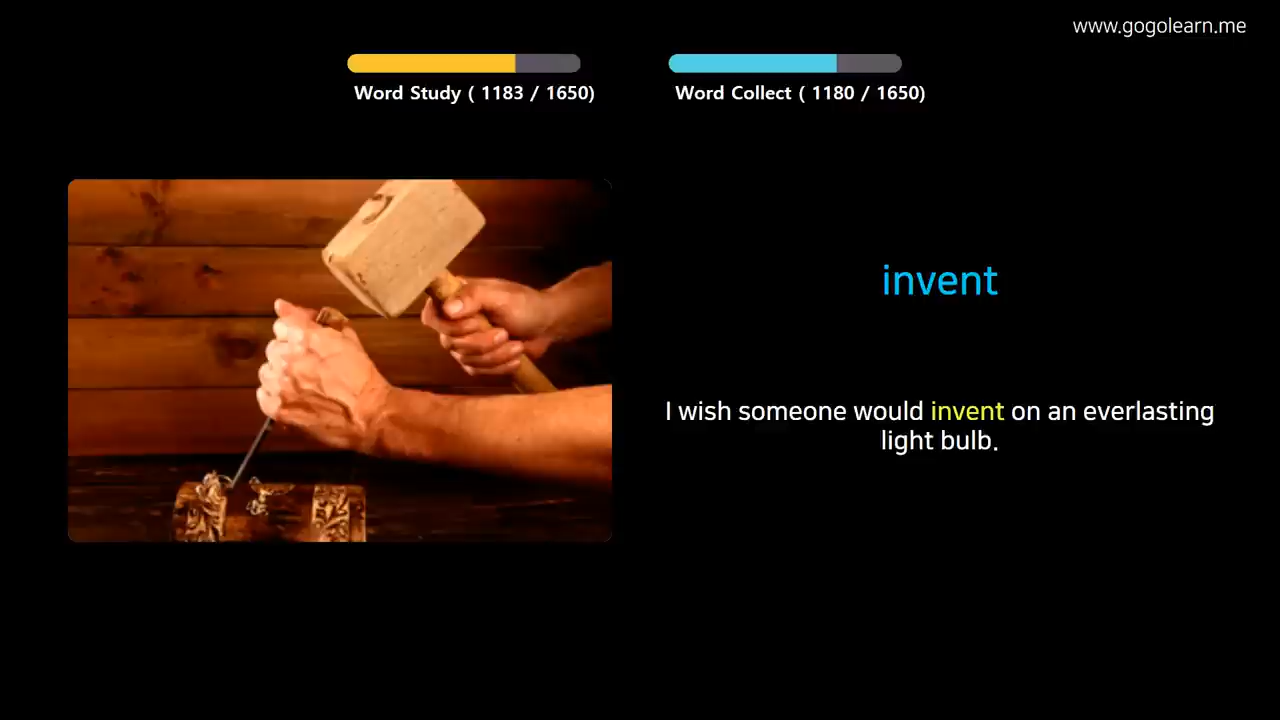 www.gogolearn.me
Word Study ( 1183 / 1650)
Word Collect ( 1180 / 1650)
invent
I wish someone would invent on an everlasting
light bulb.